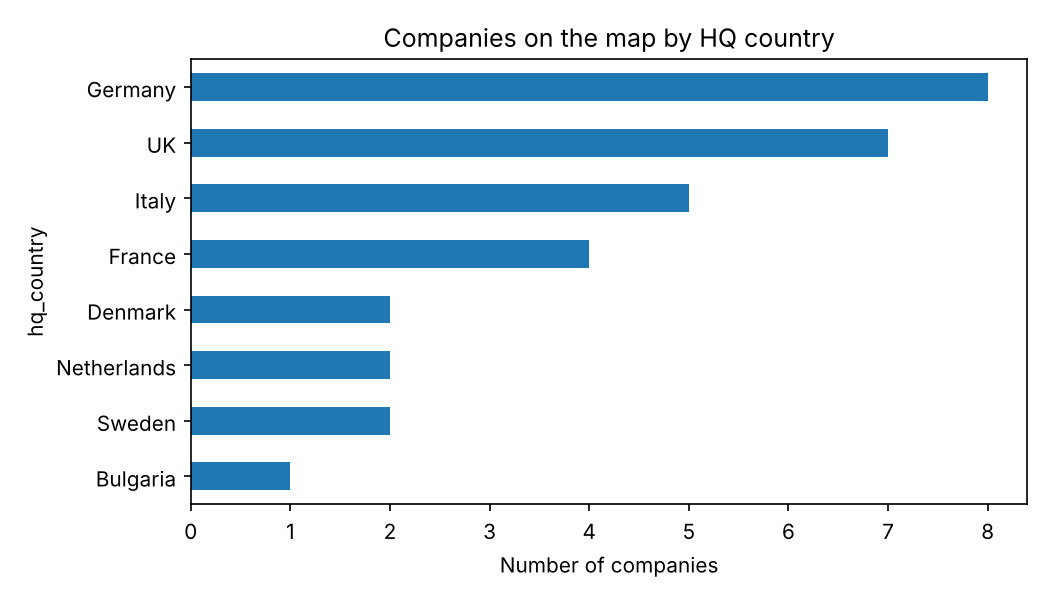 Companies on the map by HQ country
hq_country
Germany
UK
Italy
France
Denmark
Netherlands
Sweden
Bulgaria
0 1 2 3 4 5 6 7 8
Number of companies